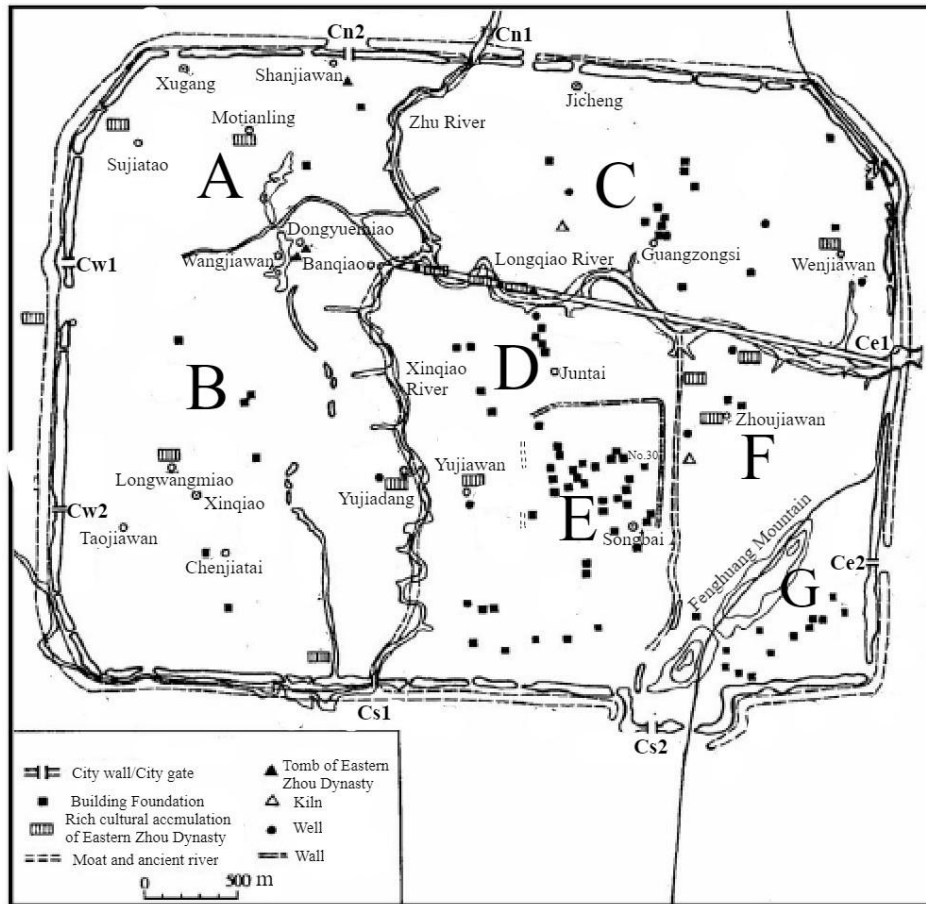 Cn2
Cn1
Shanjiawan
Xugang
Jicheng
Motianling
Zhu River
Sujiatao
A
C
Dongyuemiao
Cw1
Wangjiawan
Banqiao
Longqiao River
Guangzongsi
Wenjiawan
Ce1
B
Xinqiao
River
D
Juntai
Zhoujiawan
F
No.30
Longwangmiao
Yujiawan
Yujiadang
Xinqiao
E
Cw2
Taojiawan
Songbai
Chenjiatai
Fenghuang Mountain
Ce2
G
Cs1
Cs2
City wall/City gate
Building Foundation
Rich cultural accmulation
of Eastern Zhou Dynasty
Moat and ancient river
Tomb of Eastern
Zhou Dynasty
Kiln
Well
Wall
0 500 m